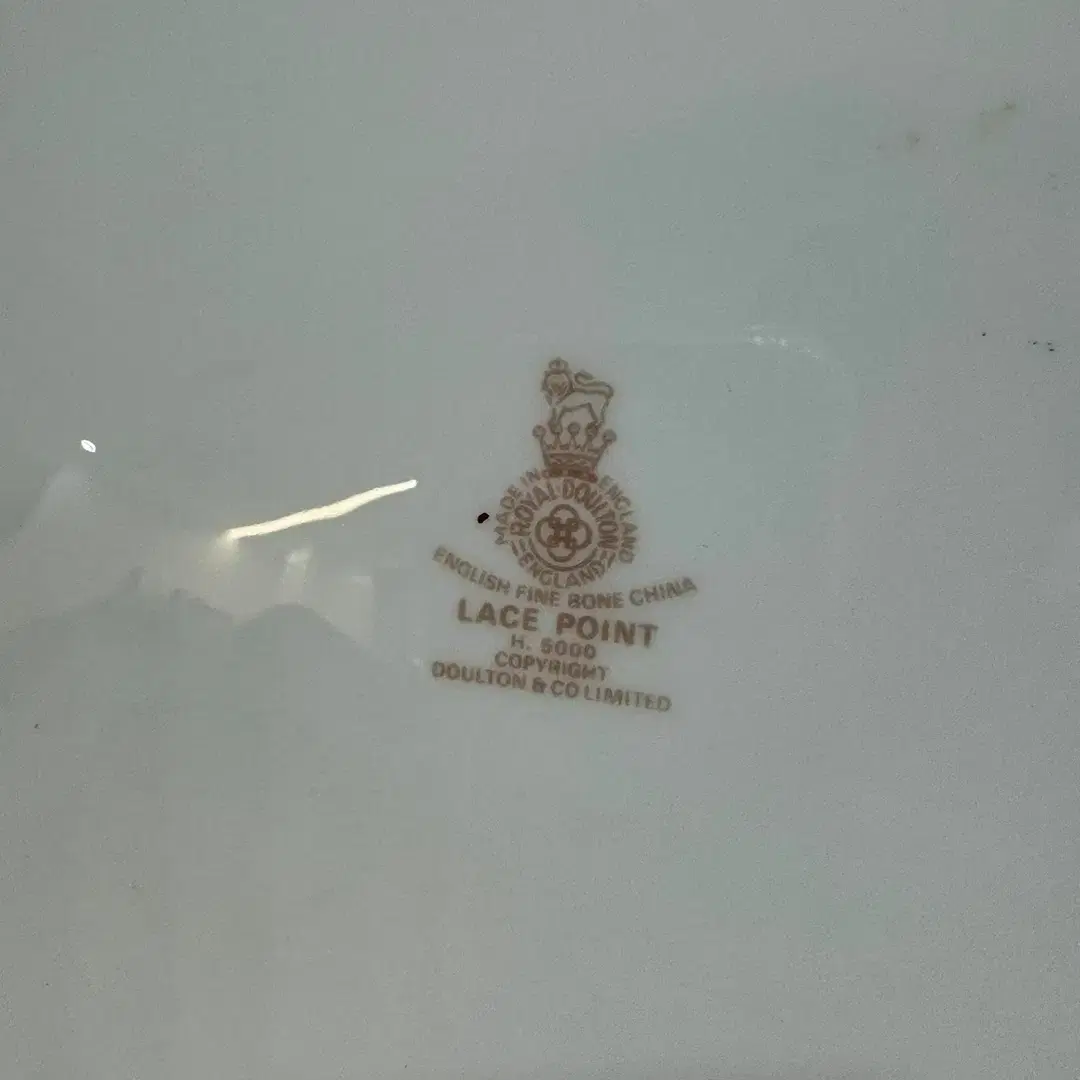 MADE IN ENGLAND
ROYAL DOULTON
ENGLAND
ENGLISH FINE BONE CHINA
LACE POINT
H. 5000
COPYRIGHT
DOULTON & CO LIMITED